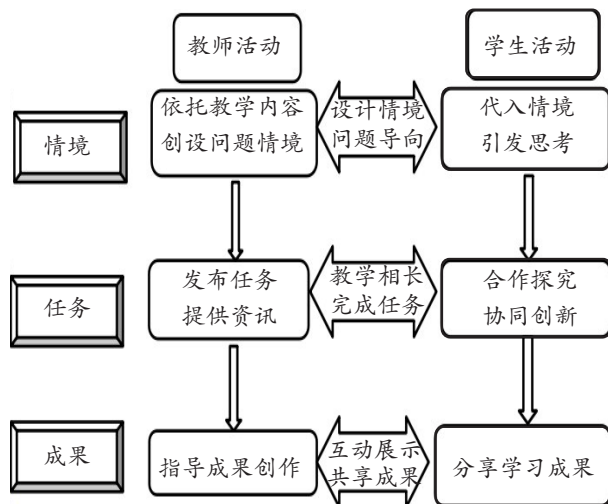 教师活动
学生活动
情境
依托教学内容
创设问题情境
设计情境
问题导向
代入情境
引发思考
任务
发布任务
提供资讯
教学相长
完成任务
合作探究
协同创新
成果
指导成果创作
互动展示
共享成果
分享学习成果